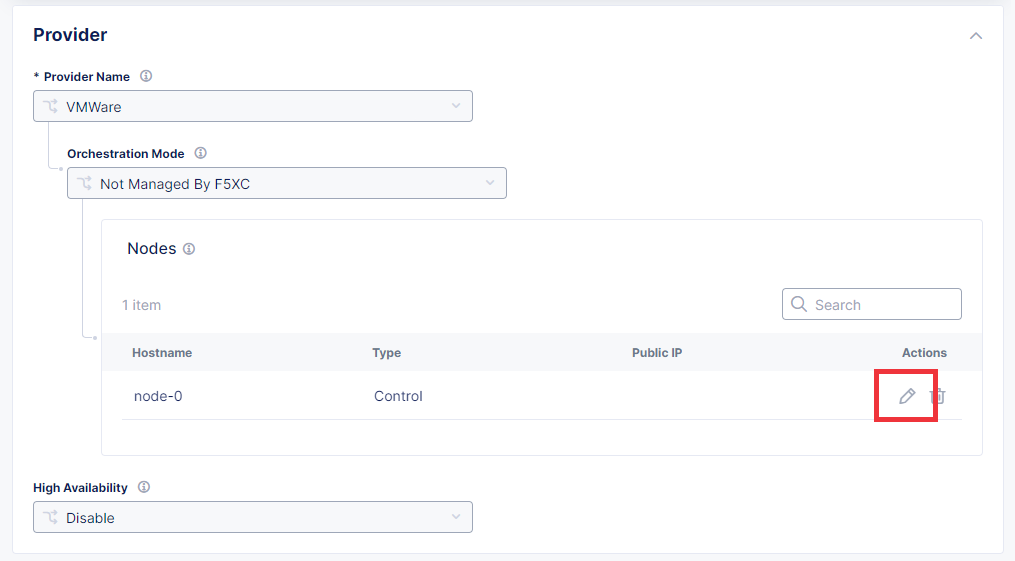 Provider
* Provider Name
VMWare
Orchestration Mode
Not Managed By F5XC
Nodes
1 item
Search
Hostname Type Public IP Actions
node-0 Control
High Availability
Disable